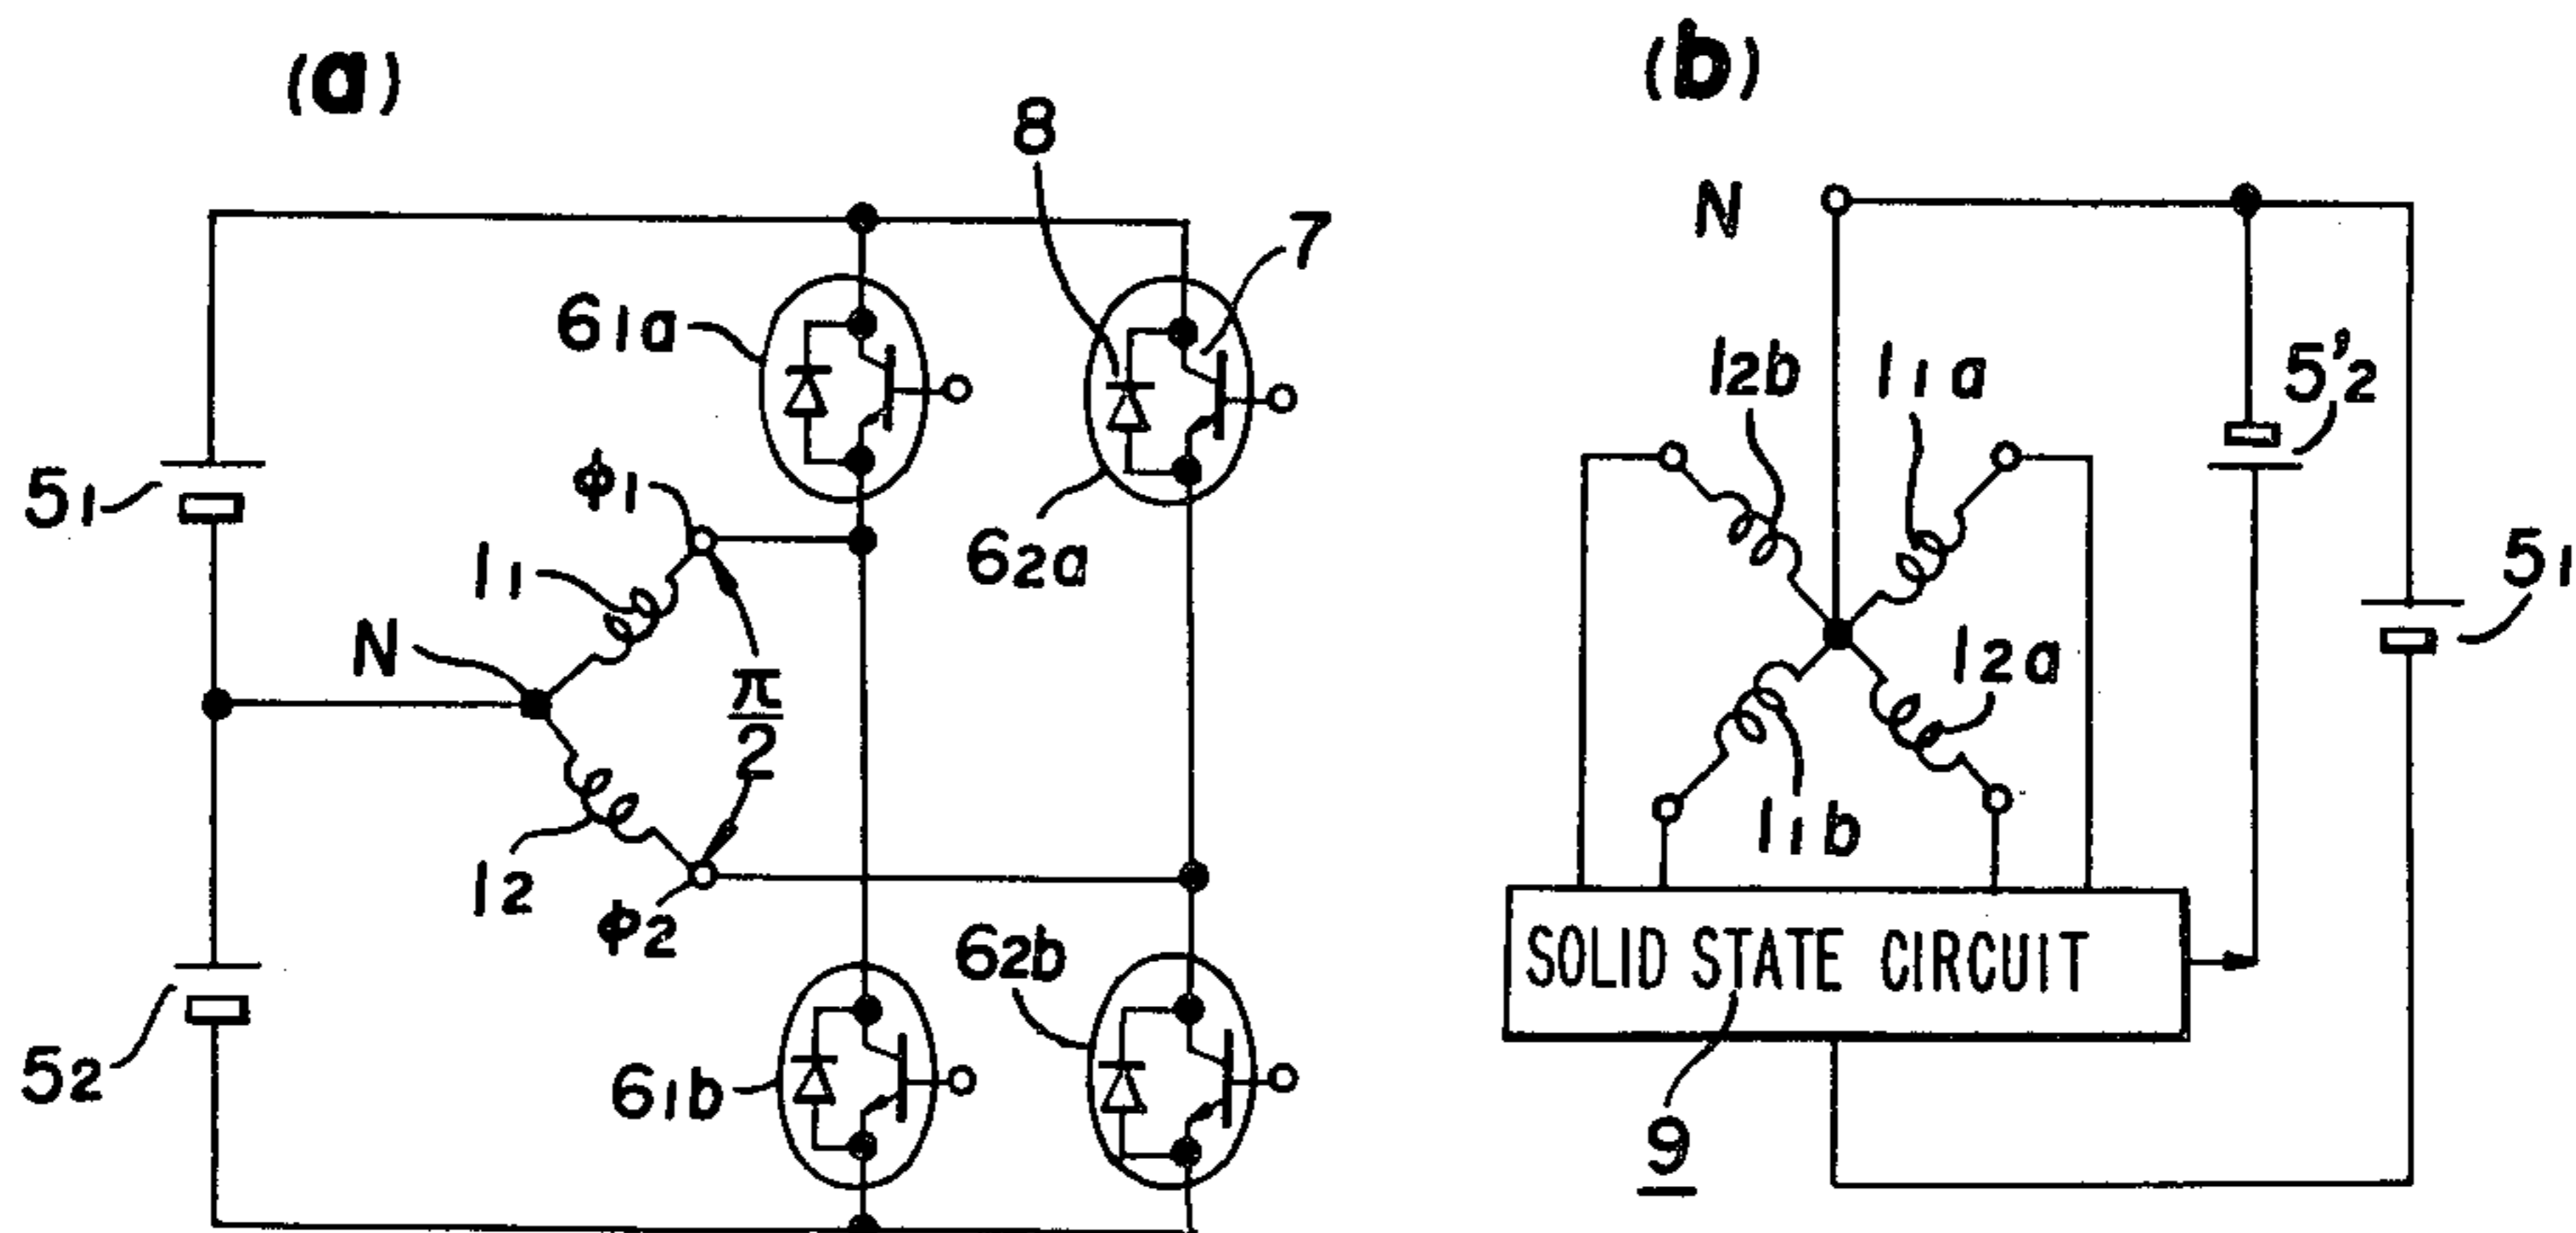 (a)
8
7
61a
51
φ1
11
62a
N
π
2
12
φ2
62b
52
61b
(b)
N
12b
11a
5'2
51
12a
11b
SOLID STATE CIRCUIT
9